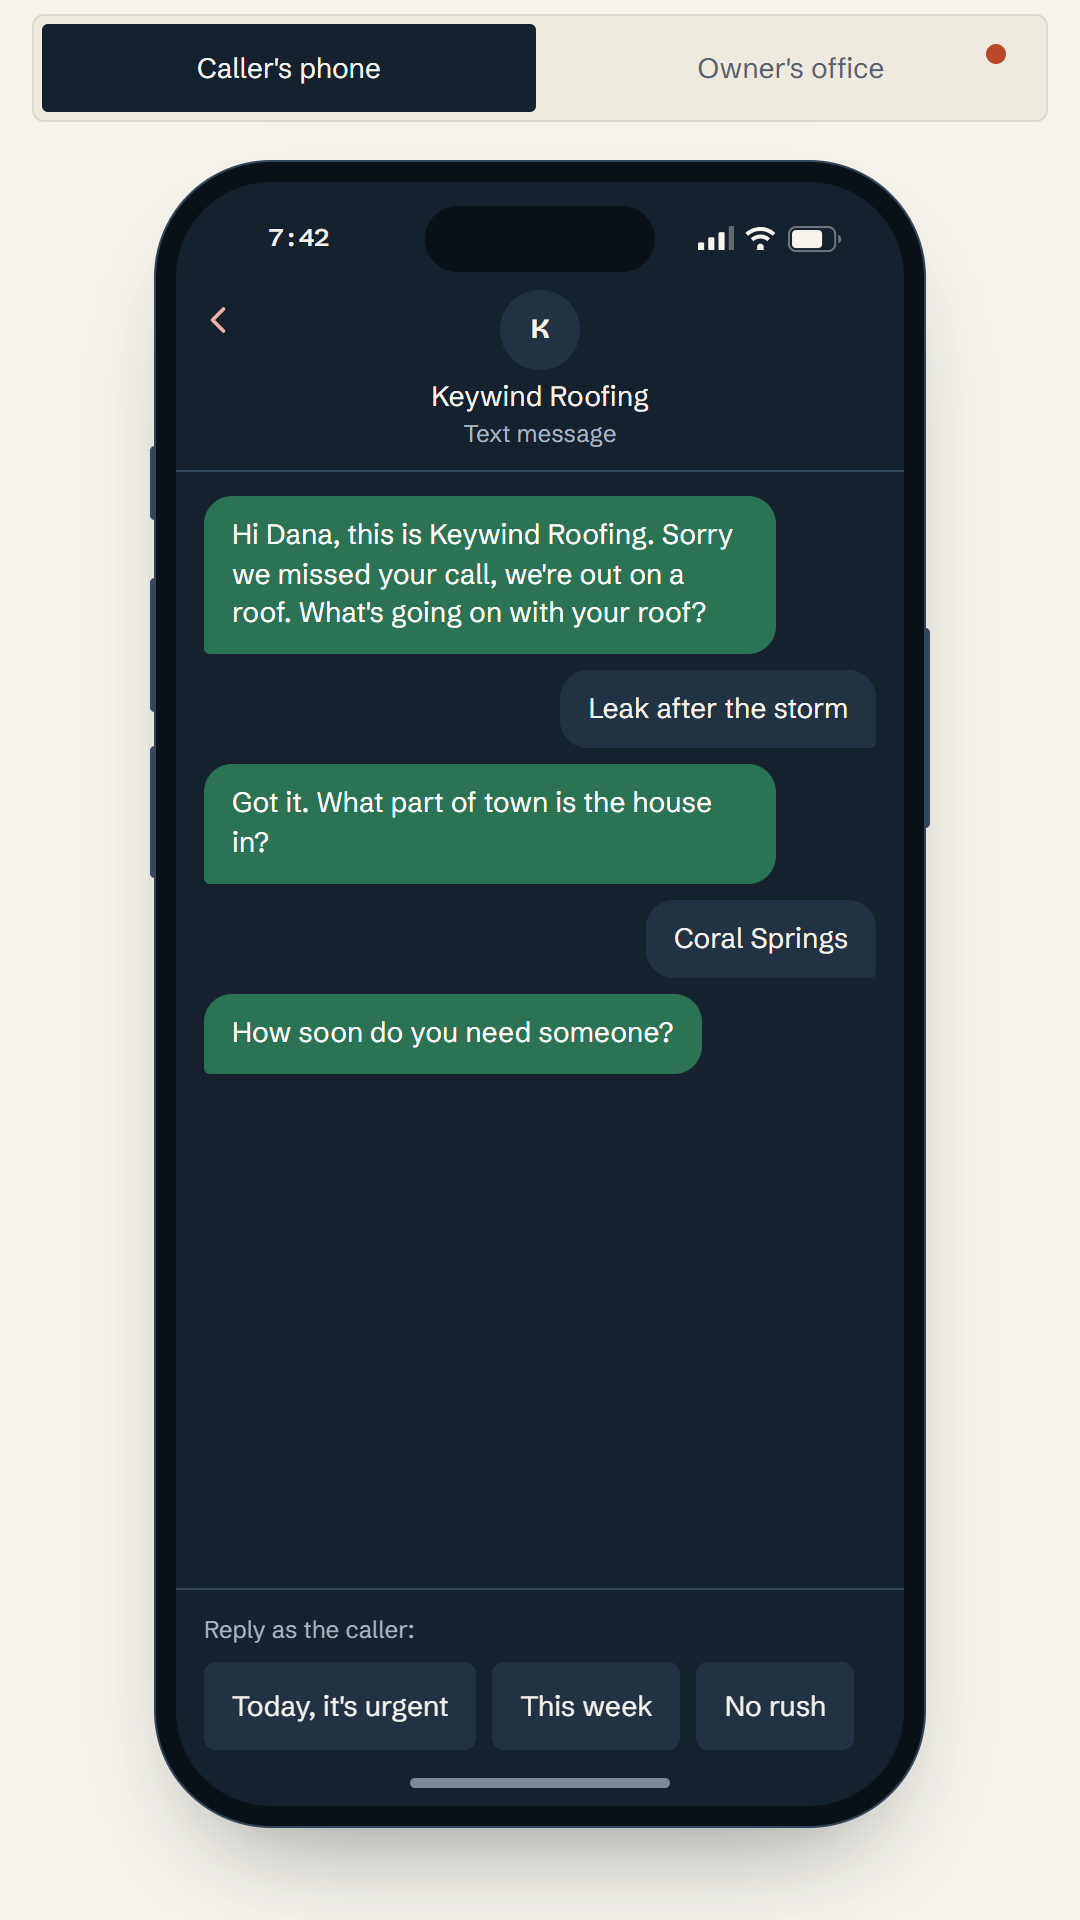 Caller's phone
Owner's office
7:42
K
Keywind Roofing
Text message
Hi Dana, this is Keywind Roofing. Sorry
we missed your call, we're out on a
roof. What's going on with your roof?
Leak after the storm
Got it. What part of town is the house
in?
Coral Springs
How soon do you need someone?
Reply as the caller:
Today, it's urgent
This week
No rush